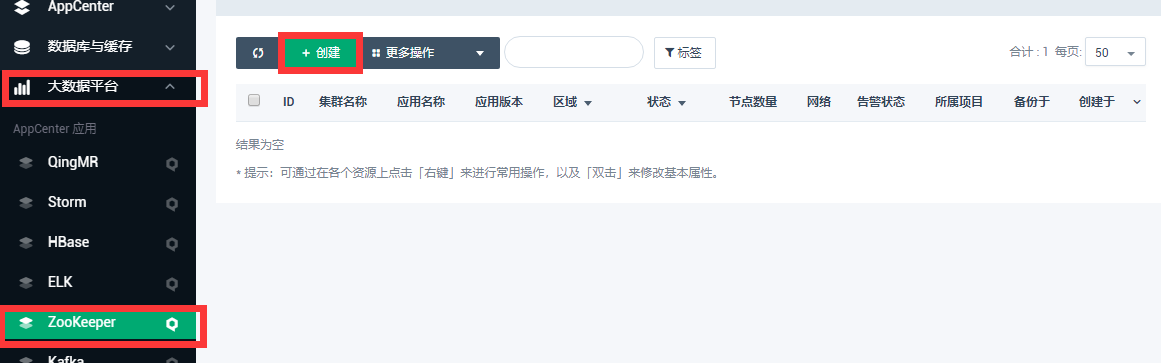 AppCenter
数据库与缓存
大数据平台
AppCenter 应用
QingMR
Storm
HBase
ELK
ZooKeeper
Kafka
+ 创建 更多操作 标签 合计 : 1 每页: 50
ID 集群名称 应用名称 应用版本 区域 状态 节点数量 网络 告警状态 所属项目 备份于 创建于
结果为空
* 提示：可通过在各个资源上点击「右键」来进行常用操作，以及「双击」来修改基本属性。